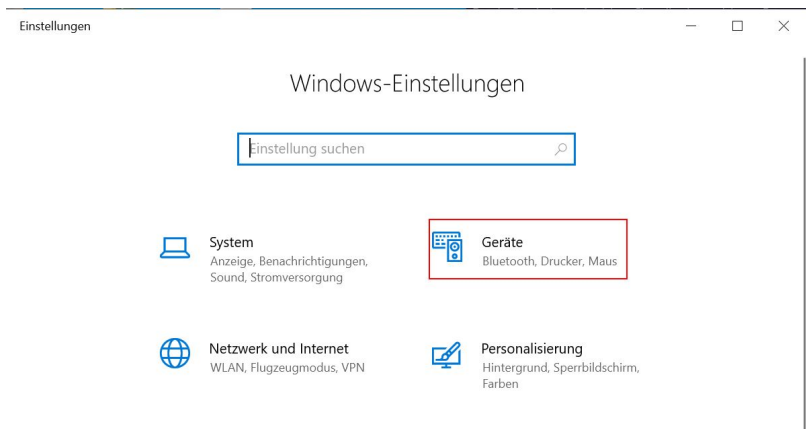 Einstellungen
Windows-Einstellungen
Einstellung suchen
System
Anzeige, Benachrichtigungen,
Sound, Stromversorgung
Geräte
Bluetooth, Drucker, Maus
Netzwerk und Internet
WLAN, Flugzeugmodus, VPN
Personalisierung
Hintergrund, Sperrbildschirm,
Farben